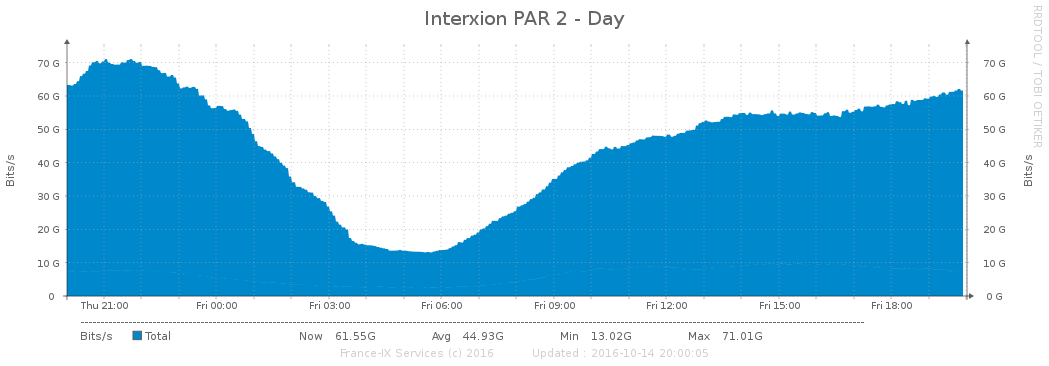 Interxion PAR 2 - Day
RRDTOOL / TOBI OETIKER
Bits/s
70 G
60 G
50 G
40 G
30 G
20 G
10 G
0
70 G
60 G
50 G
40 G
30 G
20 G
10 G
0 G
Bits/s
Thu 21:00 Fri 00:00 Fri 03:00 Fri 06:00 Fri 09:00 Fri 12:00 Fri 15:00 Fri 18:00
Bits/s Total Now 61.55G Avg 44.93G Min 13.02G Max 71.01G
France-IX Services (c) 2016 Updated : 2016-10-14 20:00:05